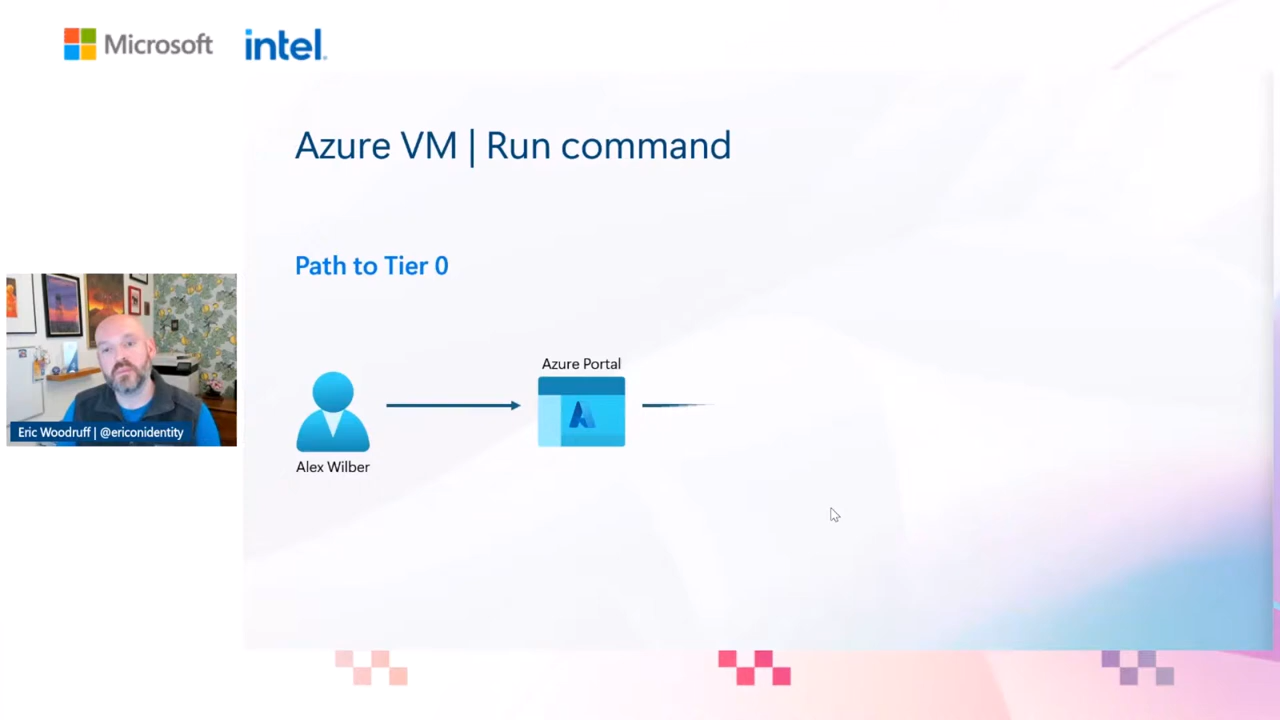 Microsoft
intel.
Azure VM | Run command
Path to Tier 0
Azure Portal
Alex Wilber
Eric Woodruff | @ericonidentity